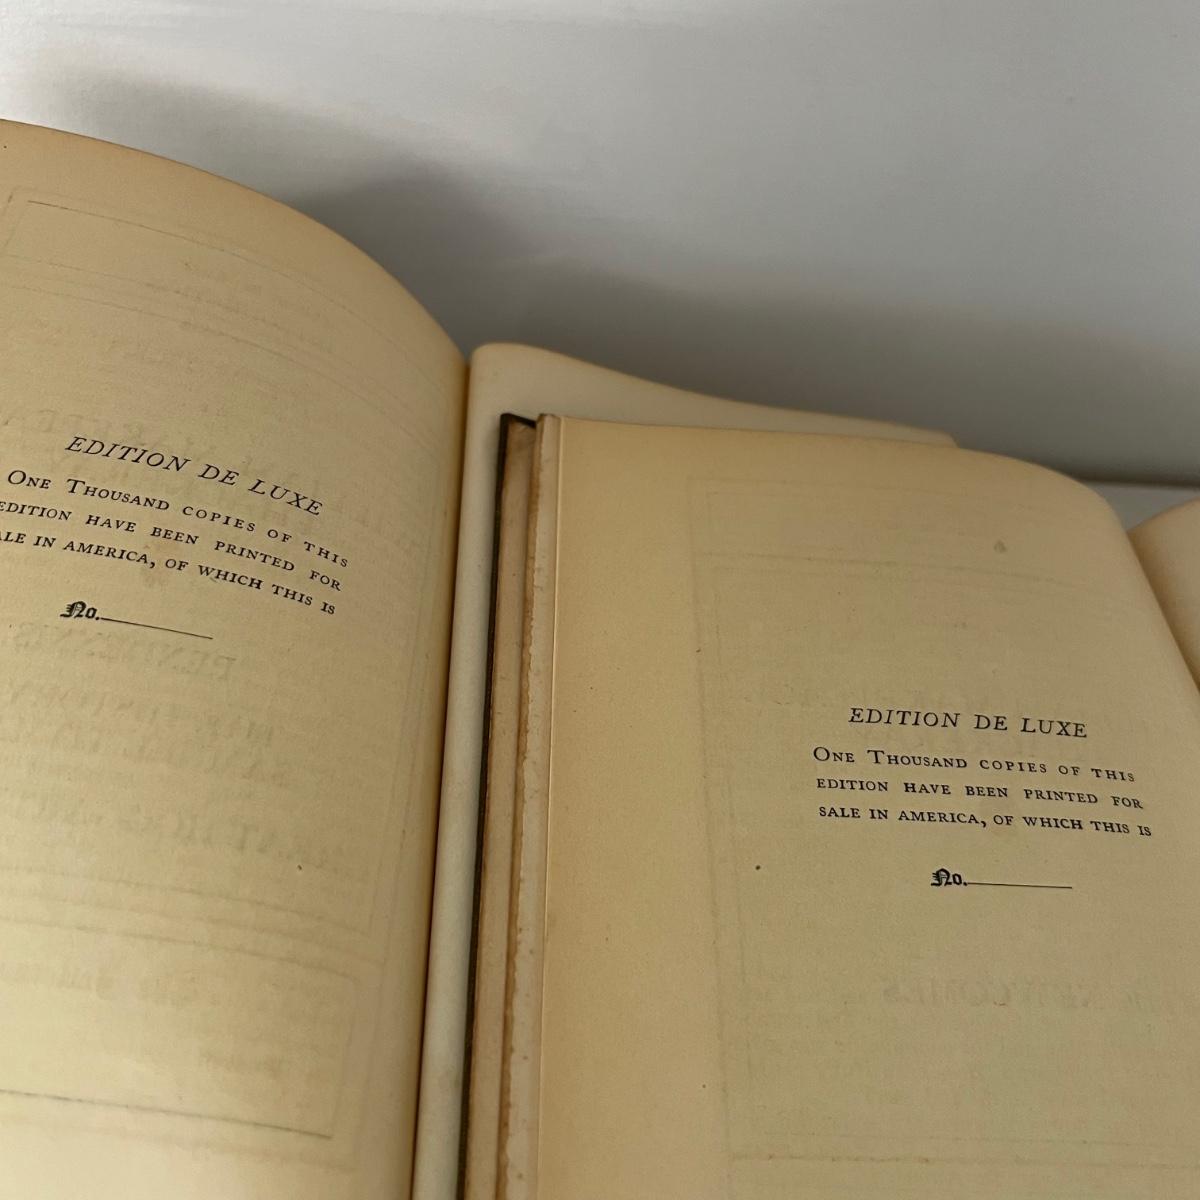 EDITION DE LUXE
ONE THOUSAND COPIES OF THIS
EDITION HAVE BEEN PRINTED FOR
ALE IN AMERICA, OF WHICH THIS IS
No.
EDITION DE LUXE
ONE THOUSAND COPIES OF THIS
EDITION HAVE BEEN PRINTED FOR
SALE IN AMERICA, OF WHICH THIS IS
No.